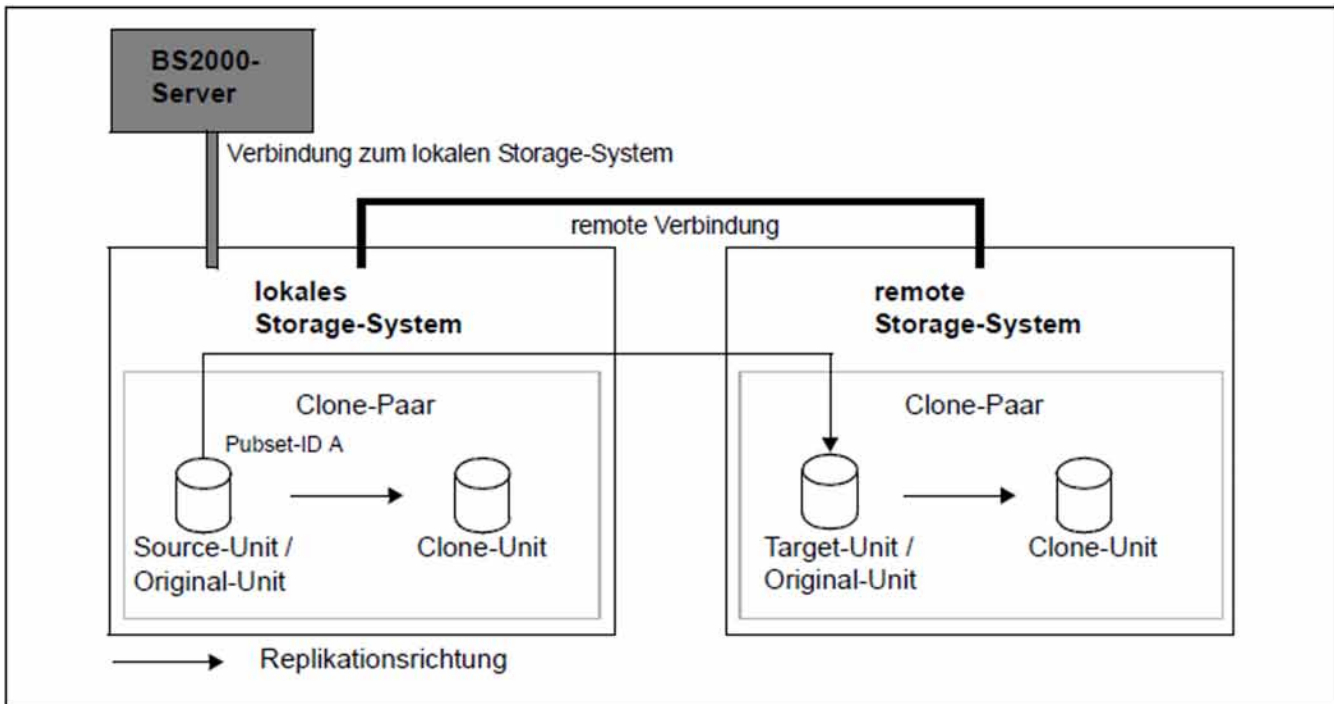 BS2000-
Server
Verbindung zum lokalen Storage-System
remote Verbindung
lokales
Storage-System
remote
Storage-System
Clone-Paar
Clone-Paar
Pubset-ID A
Source-Unit /
Original-Unit
Clone-Unit
Target-Unit /
Original-Unit
Clone-Unit
Replikationsrichtung